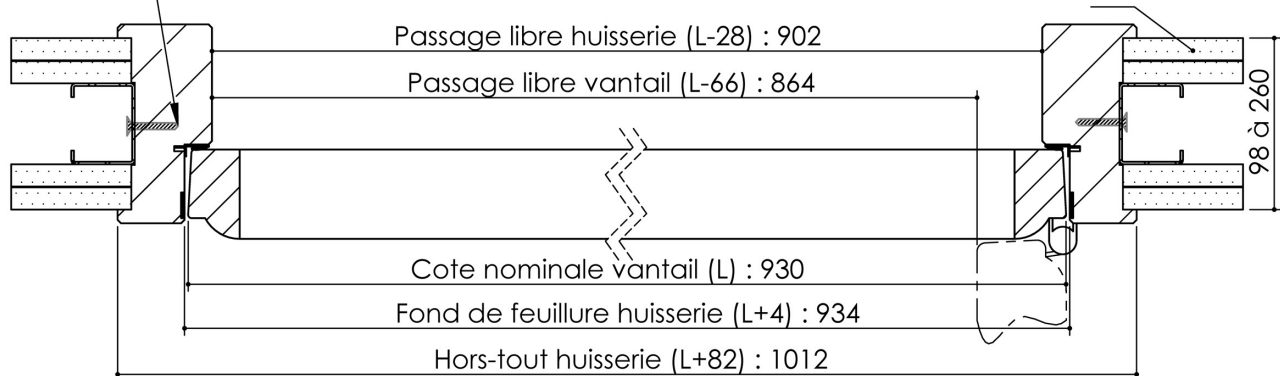 Passage libre huisserie (L-28) : 902
Passage libre vantail (L-66) : 864
98 à 260
Cote nominale vantail (L) : 930
Fond de feuillure huisserie (L+4) : 934
Hors-tout huisserie (L+82) : 1012